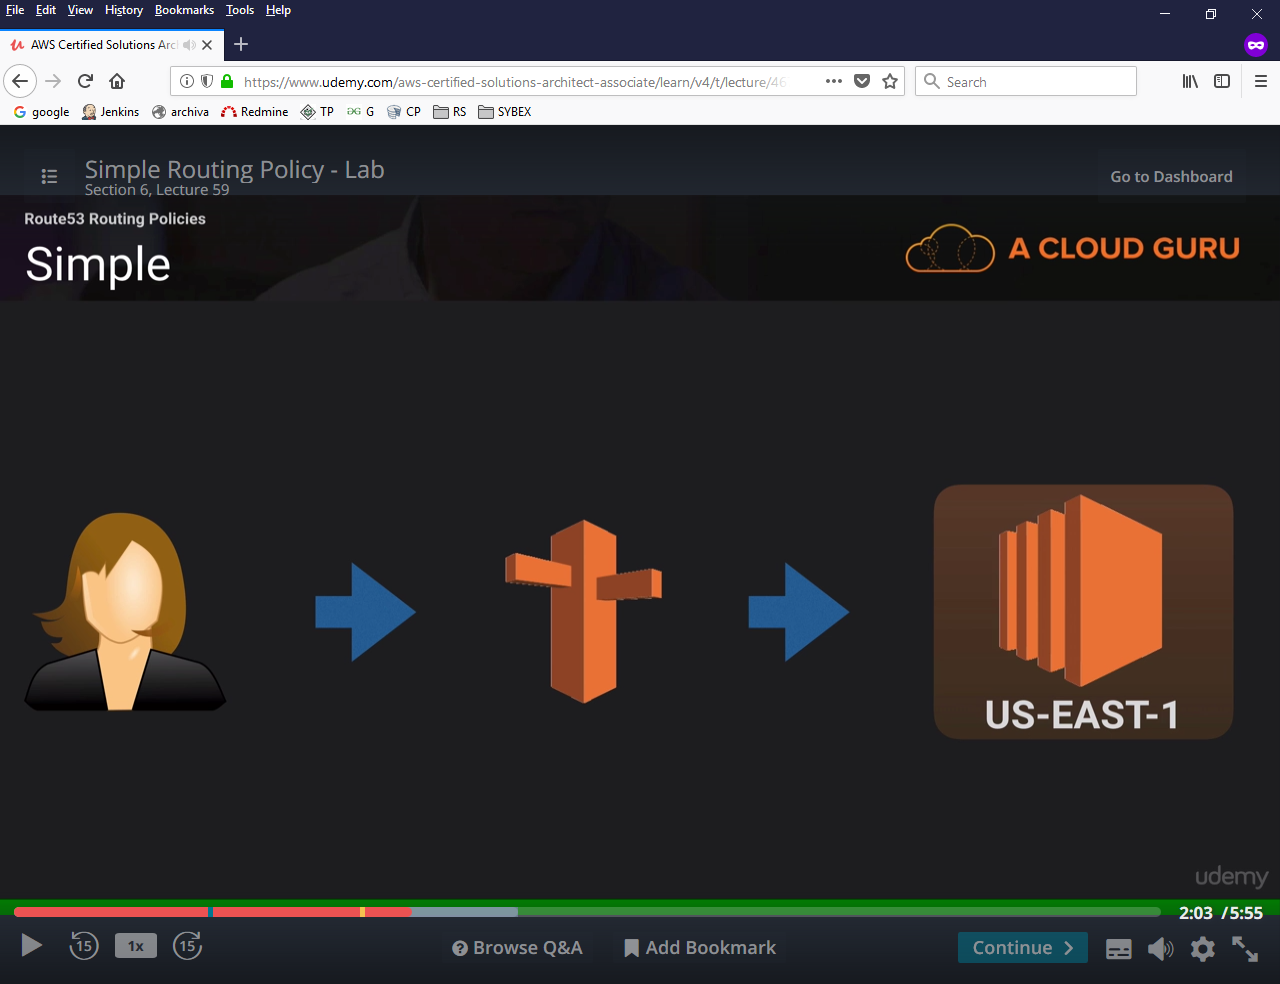 File Edit View History Bookmarks Tools Help
AWS Certified Solutions Arc
https://www.udemy.com/aws-certified-solutions-architect-associate/learn/v4/t/lecture/46
Search
google Jenkins archiva Redmine TP G CP RS SYBEX
Simple Routing Policy - Lab
Section 6, Lecture 59
Go to Dashboard
Route53 Routing Policies
Simple
A CLOUD GURU
US-EAST-1
udemy
2:03 /5:55
15 1x 15 Browse Q&A Add Bookmark Continue